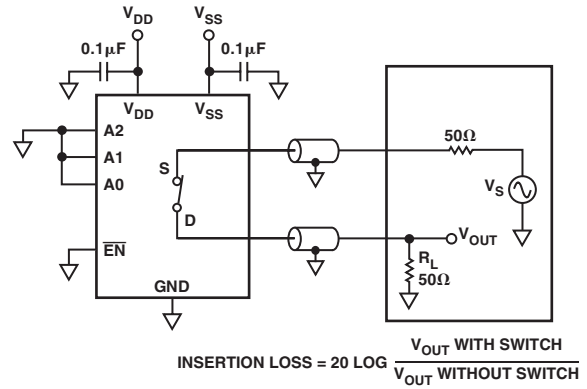 VDD VSS
0.1μF 0.1μF
VDD VSS
A2
A1
A0
S
D
EN
GND
50Ω
VS
VOUT
RL
50Ω
INSERTION LOSS = 20 LOG VOUT WITH SWITCH
VOUT WITHOUT SWITCH